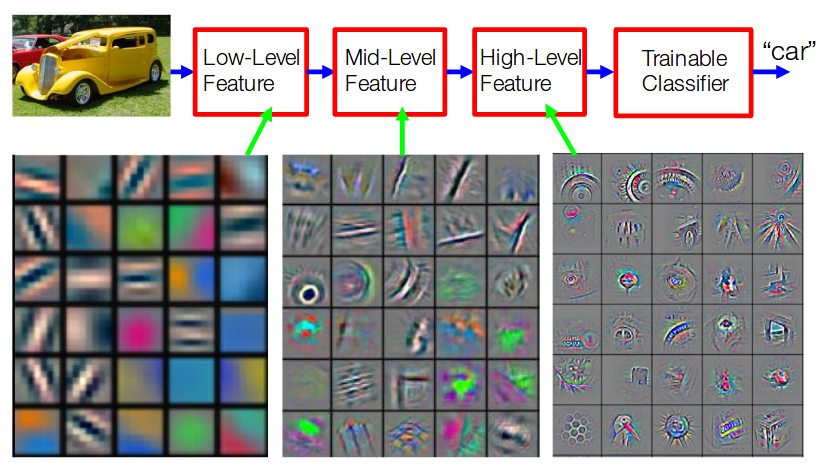 Low-Level
Feature
Mid-Level
Feature
High-Level
Feature
Trainable
Classifier
“car”